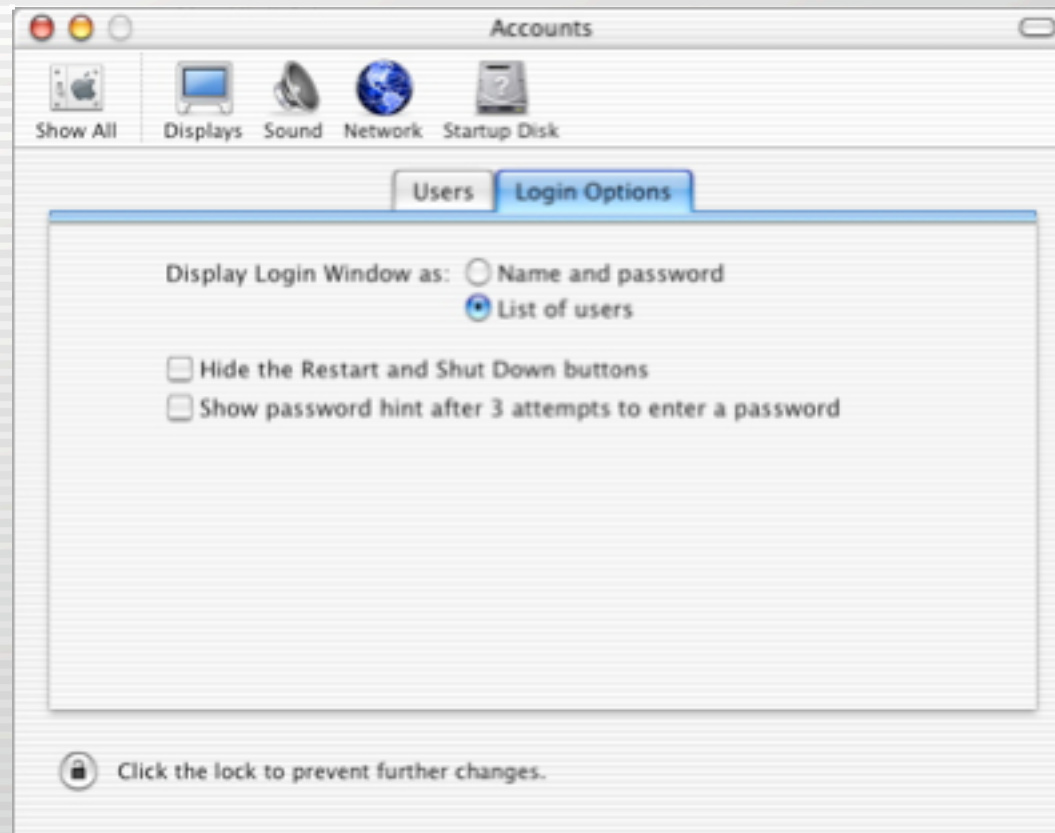 Accounts
Show All Displays Sound Network Startup Disk
Users Login Options
Display Login Window as: Name and password
List of users
Hide the Restart and Shut Down buttons
Show password hint after 3 attempts to enter a password
Click the lock to prevent further changes.